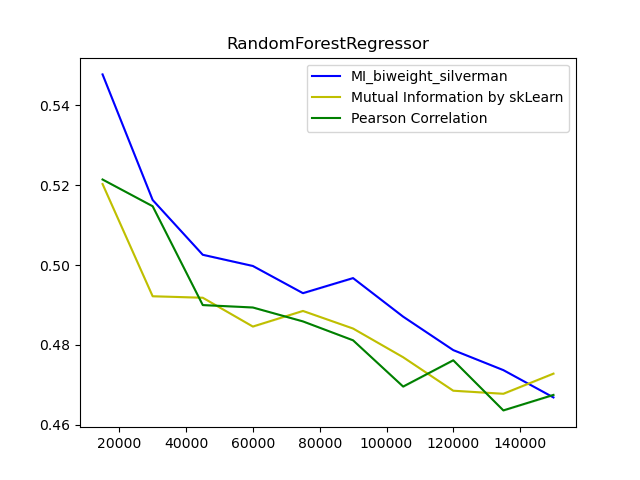 RandomForestRegressor
MI_biweight_silverman
Mutual Information by skLearn
Pearson Correlation
0.54
0.52
0.50
0.48
0.46
20000 40000 60000 80000 100000 120000 140000